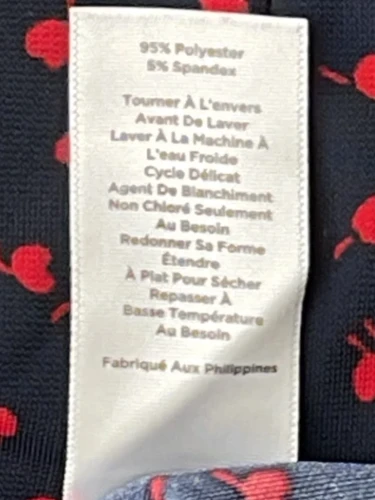 95% Polyester
5% Spandex
Tourner À L'envers
Avant De Laver
Laver À La Machine À
L'eau Froide
Cycle Délicat
Agent De Blanchiment
Non Chloré Seulement
Au Besoin
Redonner Sa Forme
Étendre
À Plat Pour Sécher
Repasser À
Basse Température
Au Besoin
Fabriqué Aux Philippines